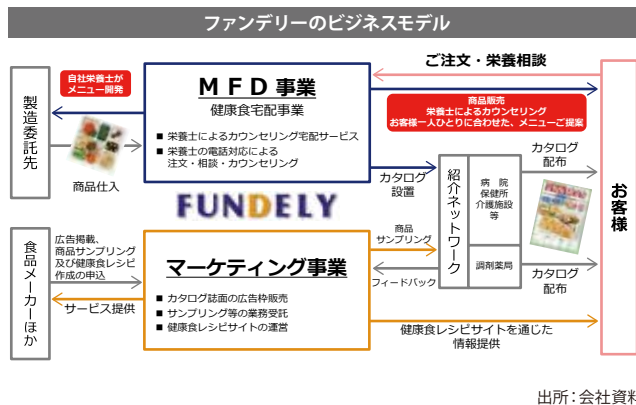 ファンデリーのビジネスモデル
製造委託先
自社栄養士が
メニュー開発
商品仕入
MFD事業
健康食宅配事業
■ 栄養士によるカウンセリング宅配サービス
■ 栄養士の電話対応による
注文・相談・カウンセリング
ご注文・栄養相談
商品販売
栄養士によるカウンセリング
お客様一人ひとりに合わせた、メニューご提案
カタログ
設置
紹介ネットワーク
病 院
保健所
介護施設
等
調剤薬局
カタログ
配布
カタログ
配布
お客様
FUNDELY
食品メーカーほか
広告掲載、
商品サンプリング
及び健康食レシピ
作成の申込
サービス提供
マーケティング事業
■ カタログ誌面の広告枠販売
■ サンプリング等の業務受託
■ 健康食レシピサイトの運営
商品
サンプリング
フィードバック
健康食レシピサイトを通じた
情報提供
出所：会社資料